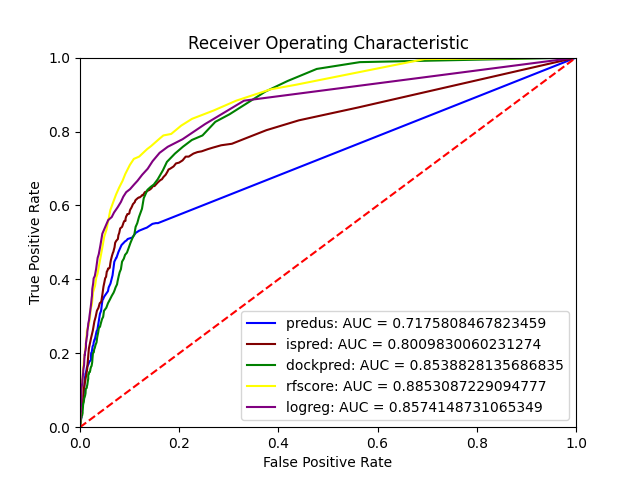 Receiver Operating Characteristic
True Positive Rate
1.0
0.8
0.6
0.4
0.2
0.0
predus: AUC = 0.7175808467823459
ispred: AUC = 0.8009830060231274
dockpred: AUC = 0.8538828135686835
rfscore: AUC = 0.8853087229094777
logreg: AUC = 0.8574148731065349
0.0 0.2 0.4 0.6 0.8 1.0
False Positive Rate